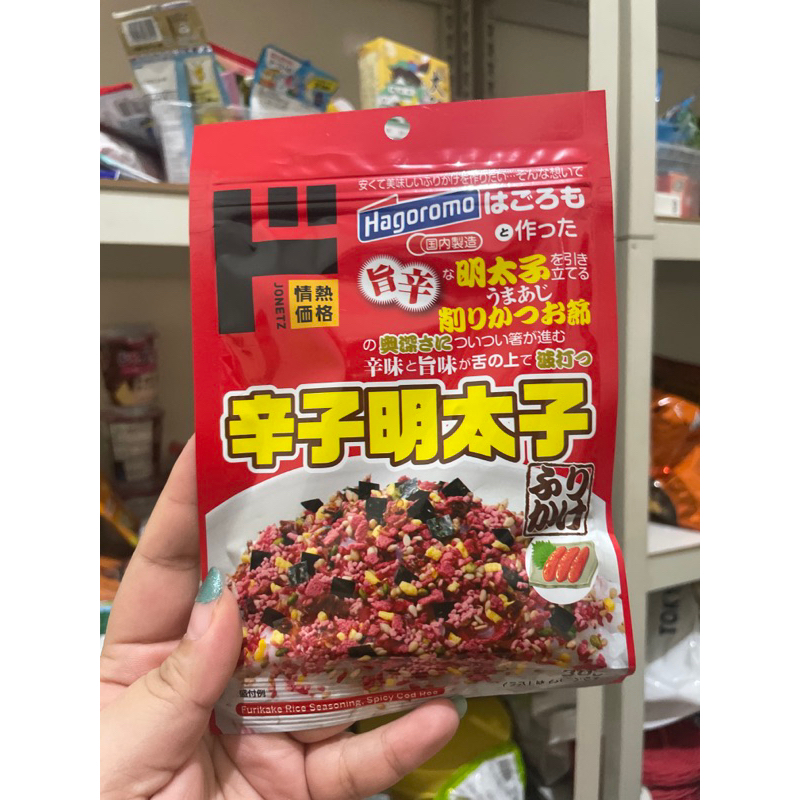 安くて美味しいふりかけを作りたい…そんな想いで
Hagoromo はごろも
と作った
国内製造
ド
JONETZ
情熱価格
旨辛な明太子を引き立てる
うまあじ
削りかつお節
の奥深さについつい箸が進む
辛味と旨味が舌の上で波打つ
辛子明太子
ふりかけ
盛付例
Furikake Rice Seasoning, Spicy Cod Roe
TOKY